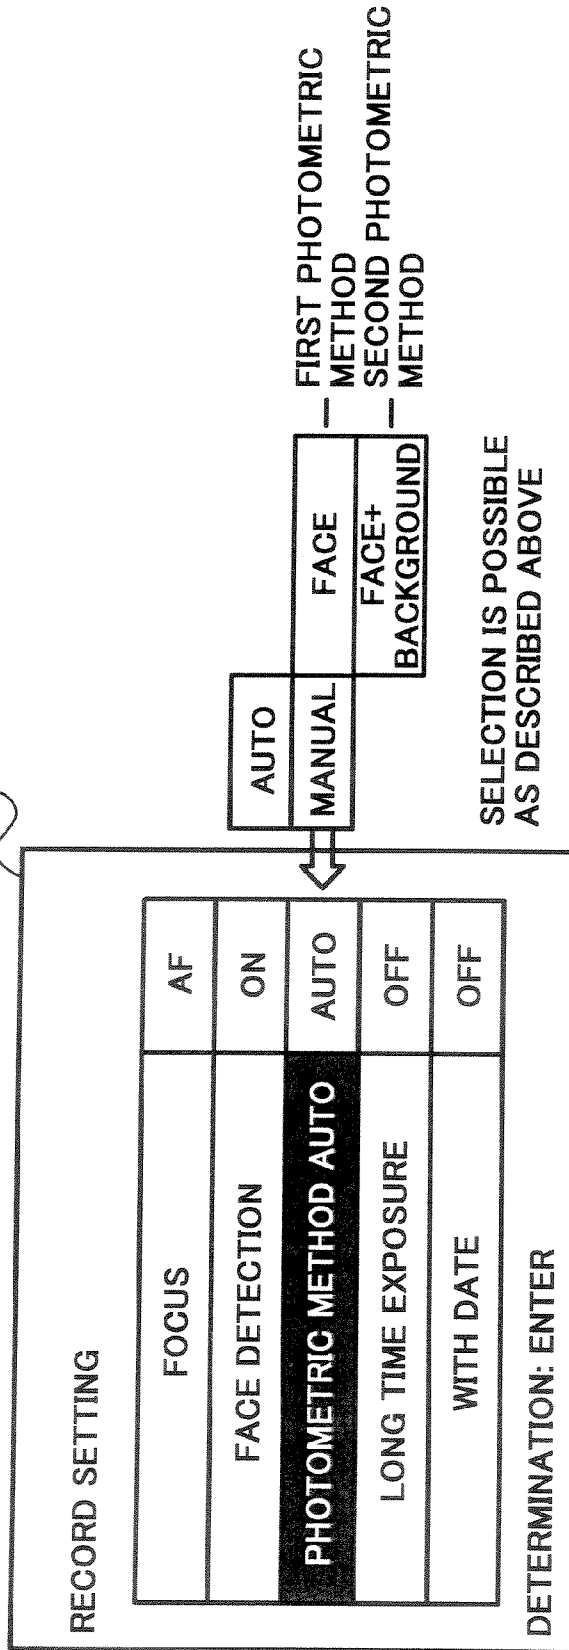 RECORD SETTING
FOCUS AF
FACE DETECTION ON
PHOTOMETRIC METHOD AUTO AUTO
LONG TIME EXPOSURE OFF
WITH DATE OFF
DETERMINATION: ENTER
AUTO
MANUAL FACE
FACE+
BACKGROUND
FIRST PHOTOMETRIC
METHOD
SECOND PHOTOMETRIC
METHOD
SELECTION IS POSSIBLE
AS DESCRIBED ABOVE